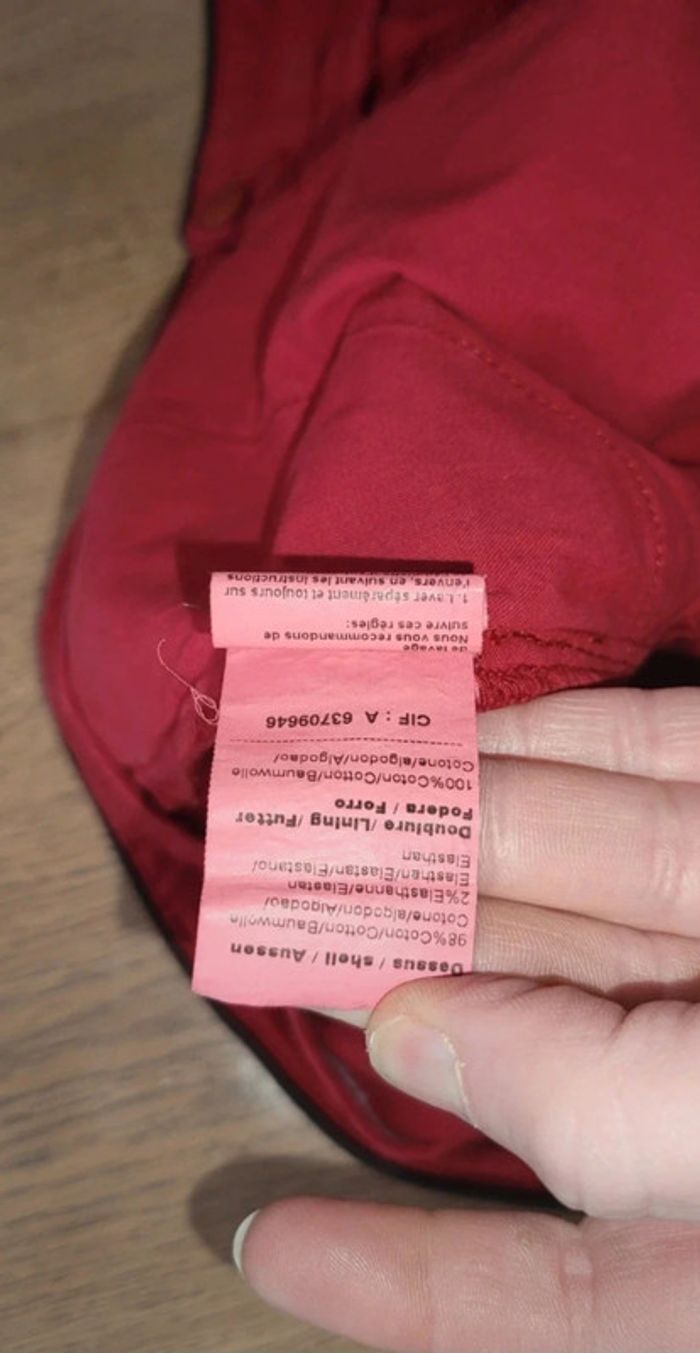 Dessus / shell / Aussen
98%Coton/Cotton/Baumwolle
Cotone/algodon/Algodao/
2%Elasthanne/Elastan
Elasthan/Elastan/Elastano/
Elasthan
Doublure /Lining /Futter
Fodera / Forro
100%Coton/Cotton/Baumwolle
Cotone/algodon/Algodao/
CIF : A 63709646
de lavage
Nous vous recommandons de
suivre ces régles:
1. Laver séparément et toujours sur
l'envers, en suivant les instructions